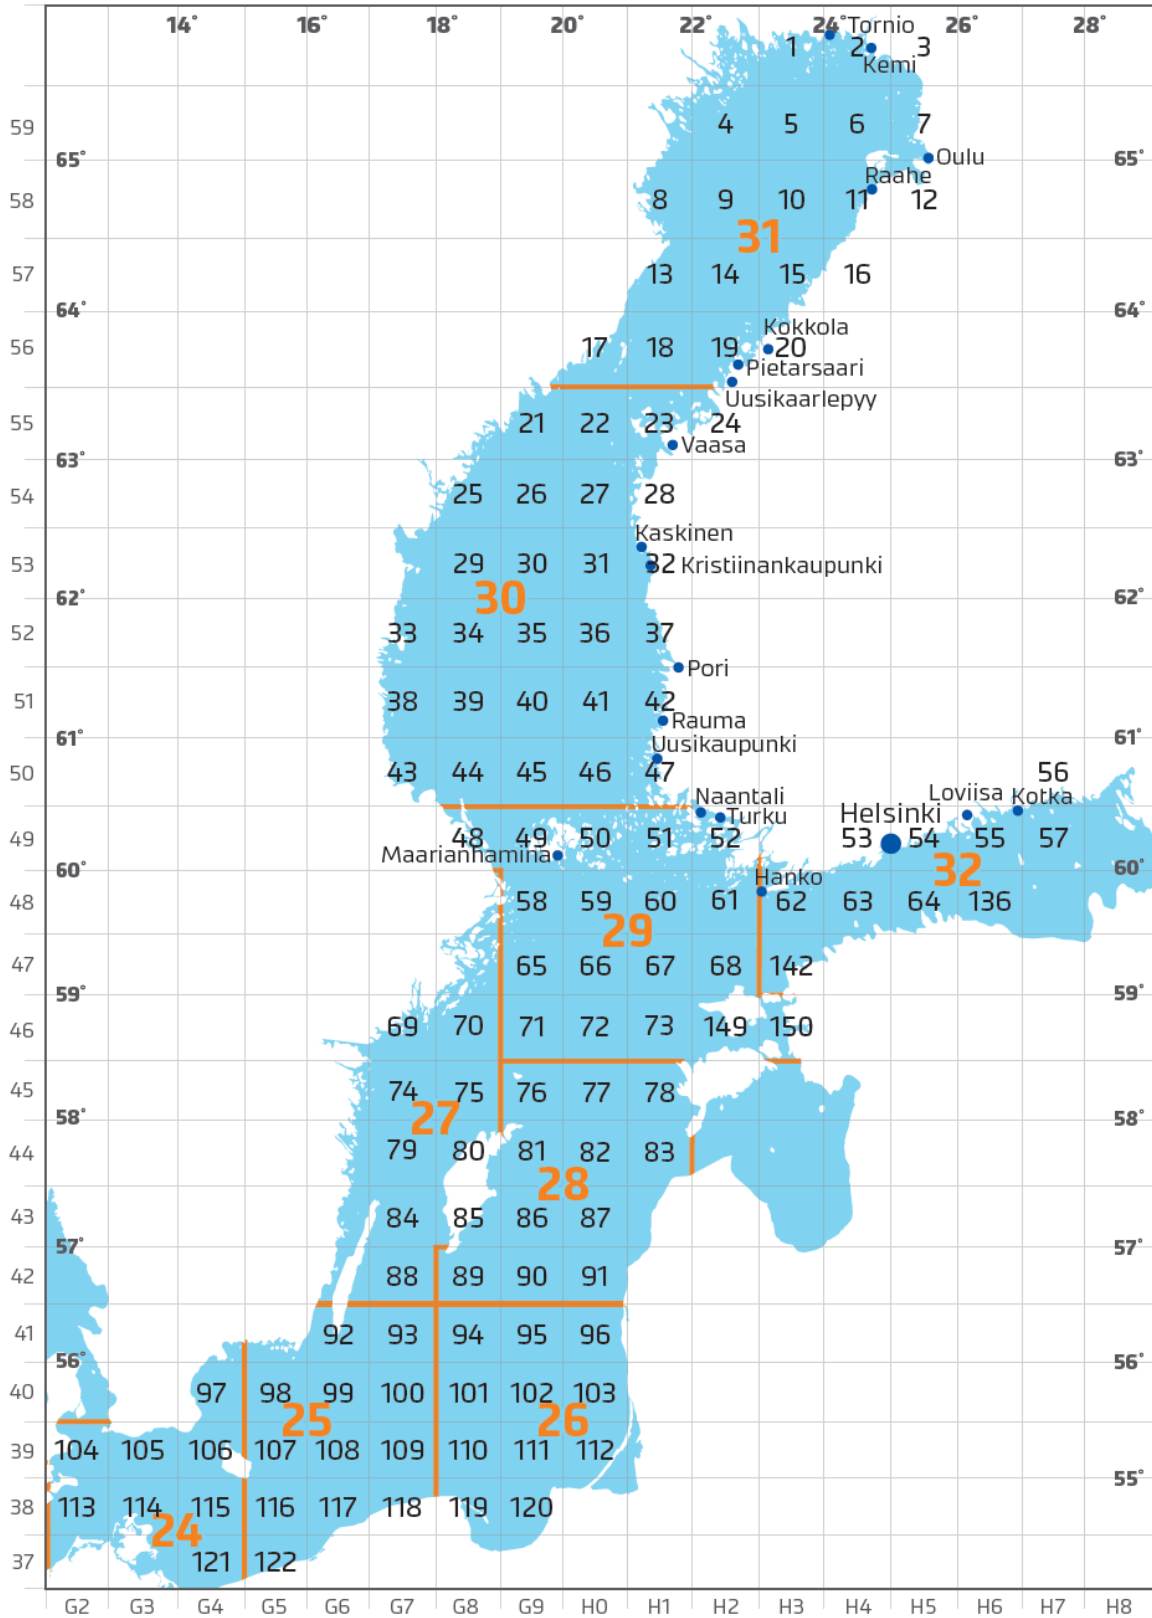 14° 16° 18° 20° 22° 24° Tornio 26° 28°
1 2 3
Kemi
59 4 5 6 7
65° Oulu 65°
Raahe
58 8 9 10 11 12
31
57 13 14 15 16
64° 64°
Kokkola
56 17 18 19 20
Pietarsaari
Uusikaarlepyy
55 21 22 23 24
Vaasa
63° 63°
54 25 26 27 28
Kaskinen
53 29 30 31 32 Kristiinankaupunki
62° 30 62°
52 33 34 35 36 37
Pori
51 38 39 40 41 42
Rauma
61° Uusikaupunki 61°
50 43 44 45 46 47 56
Naantali Loviisa Kotka
Turku Helsinki
49 48 49 50 51 52 53 54 55 57
Maarianhamina
60° 32 60°
Hanko
48 58 59 60 61 62 63 64 136
29
47 65 66 67 68 142
59° 59°
46 69 70 71 72 73 149 150
45 74 75 76 77 78
58° 27 58°
44 79 80 81 82 83
28
43 84 85 86 87
57° 57°
42 88 89 90 91
41 92 93 94 95 96
56° 56°
40 97 98 99 100 101 102 103
25 26
39 104 105 106 107 108 109 110 111 112
55°
38 113 114 115 116 117 118 119 120
24
37 121 122
G2 G3 G4 G5 G6 G7 G8 G9 H0 H1 H2 H3 H4 H5 H6 H7 H8